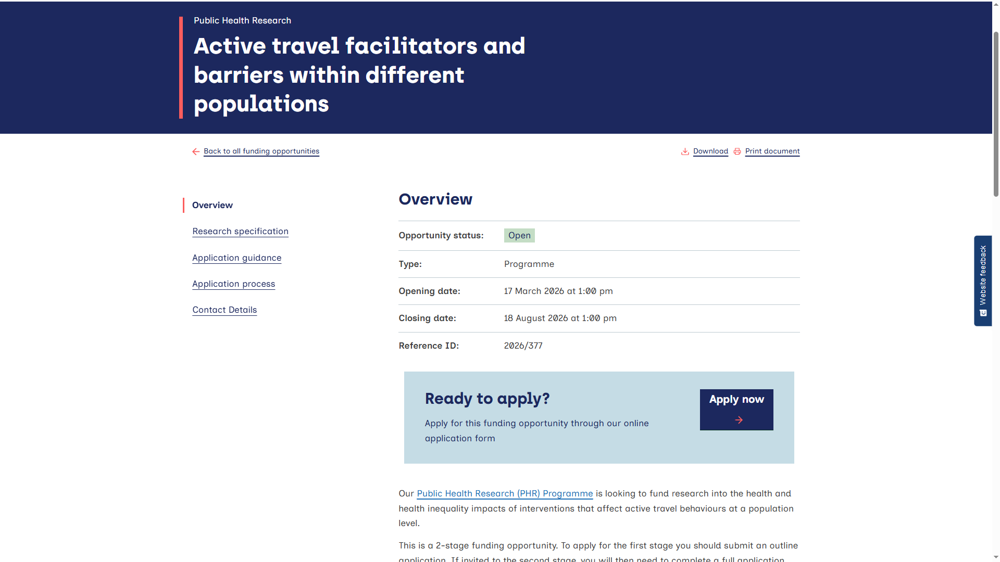 Public Health Research
Active travel facilitators and
barriers within different
populations
Back to all funding opportunities
Download
Print document
Overview
Research specification
Application guidance
Application process
Contact Details
Overview
Opportunity status: Open
Type: Programme
Opening date: 17 March 2026 at 1:00 pm
Closing date: 18 August 2026 at 1:00 pm
Reference ID: 2026/377
Ready to apply?
Apply for this funding opportunity through our online
application form
Apply now
Our Public Health Research (PHR) Programme is looking to fund research into the health and
health inequality impacts of interventions that affect active travel behaviours at a population
level.
This is a 2-stage funding opportunity. To apply for the first stage you should submit an outline
application. If invited to the second stage, you will then need to complete a full application.
Website feedback